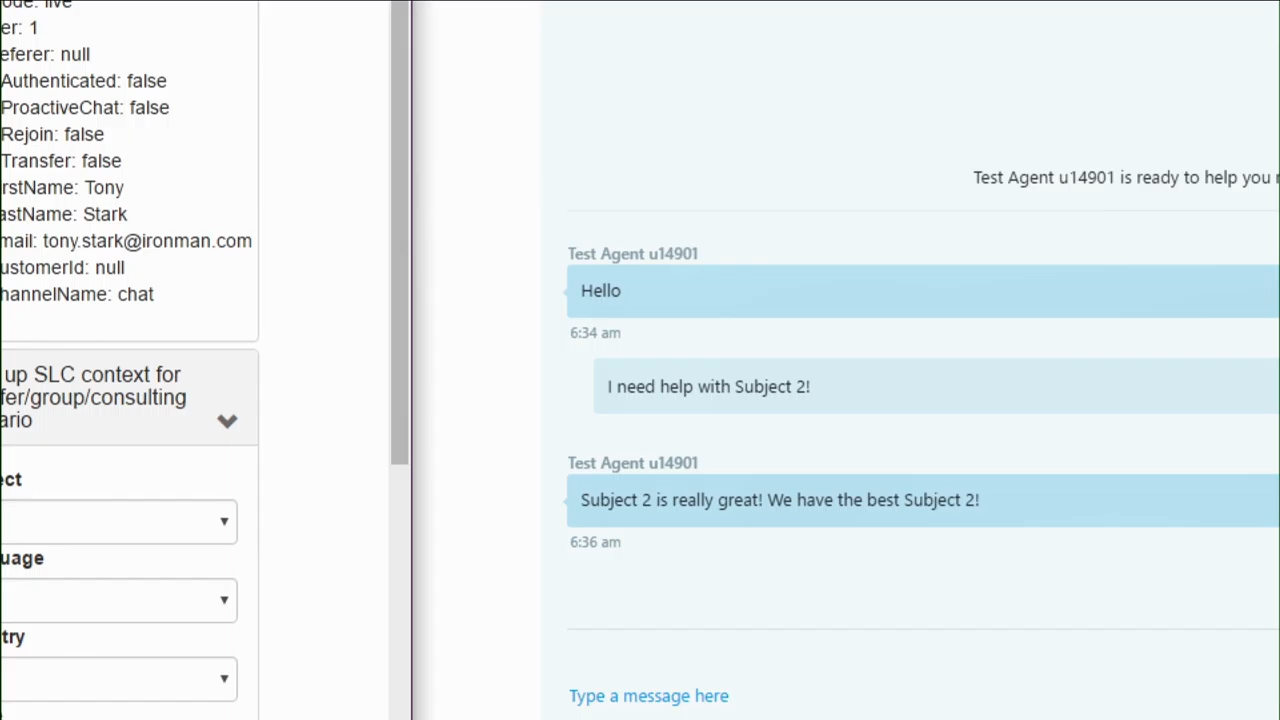 ode: live
er: 1
eferer: null
Authenticated: false
ProactiveChat: false
Rejoin: false
Transfer: false
rstName: Tony
astName: Stark
mail: tony.stark@ironman.com
ustomerId: null
hannelName: chat
up SLC context for
fer/group/consulting
ario
ect
uage
try
Test Agent u14901 is ready to help you
Test Agent u14901
Hello
6:34 am
I need help with Subject 2!
Test Agent u14901
Subject 2 is really great! We have the best Subject 2!
6:36 am
Type a message here